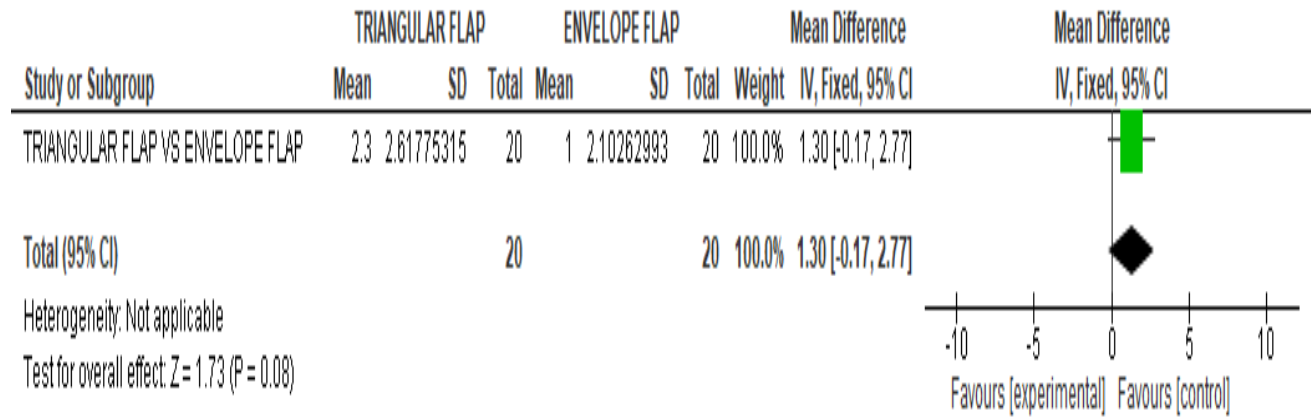 TRIANGULAR FLAP ENVELOPE FLAP Mean Difference Mean Difference
Study or Subgroup Mean SD Total Mean SD Total Weight IV, Fixed, 95% CI IV, Fixed, 95% CI
TRIANGULAR FLAP VS ENVELOPE FLAP 2.3 2.61775315 20 1 2.10262993 20 100.0% 1.30 [-0.17, 2.77]
Total (95% CI) 20 20 100.0% 1.30 [-0.17, 2.77]
Heterogeneity: Not applicable
Test for overall effect: Z = 1.73 (P = 0.08)
-10 -5 0 5 10
Favours [experimental] Favours [control]